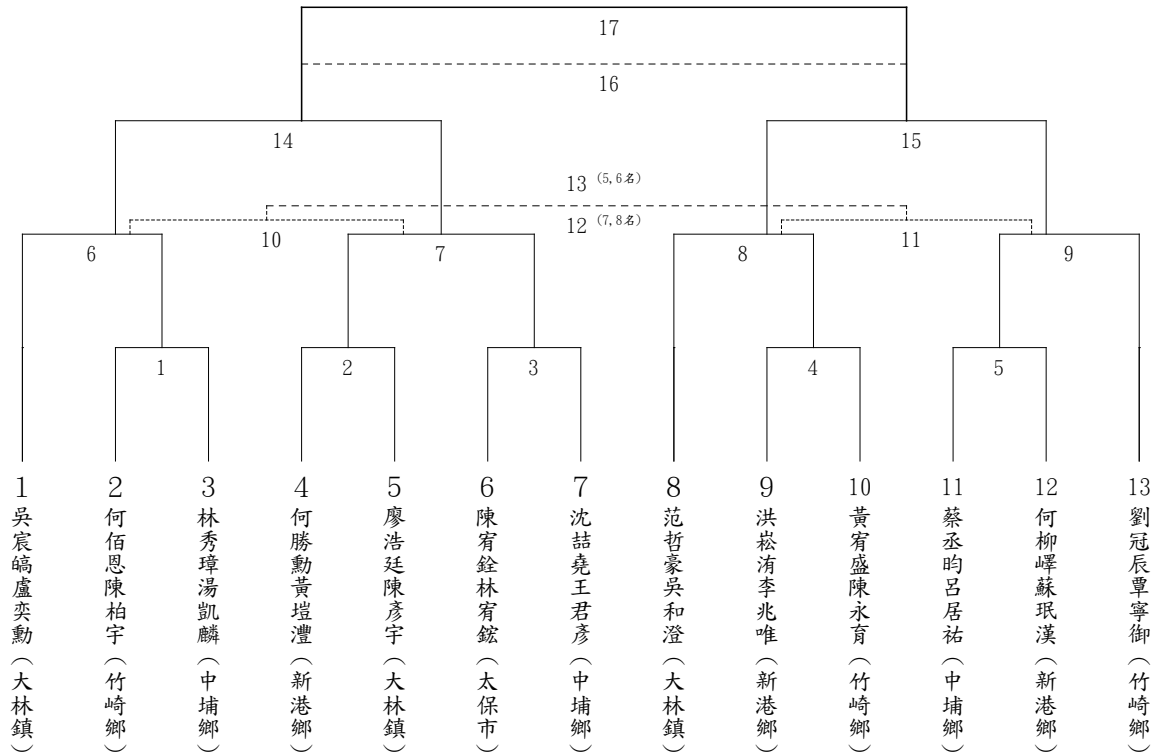 國中男童組雙打
17
16
14
15
13 (5,6名)
12 (7,8名)
6
10
7
8
11
9
1
2
3
4
5
1
吳宸皜盧奕勳(大林鎮)
2
何佰恩陳柏宇(竹崎鄉)
3
林秀璋湯凱麟(中埔鄉)
4
何勝勳黃塏灃(新港鄉)
5
廖浩廷陳彥宇(大林鎮)
6
陳宥銓林宥鋐(太保市)
7
沈喆堯王君彥(中埔鄉)
8
范哲豪吳和澄(大林鎮)
9
洪崧洧李兆唯(新港鄉)
10
黃宥盛陳永育(竹崎鄉)
11
蔡丞昀呂居祐(中埔鄉)
12
何柳嶧蘇珉漢(新港鄉)
13
劉冠辰覃寧御(竹崎鄉)